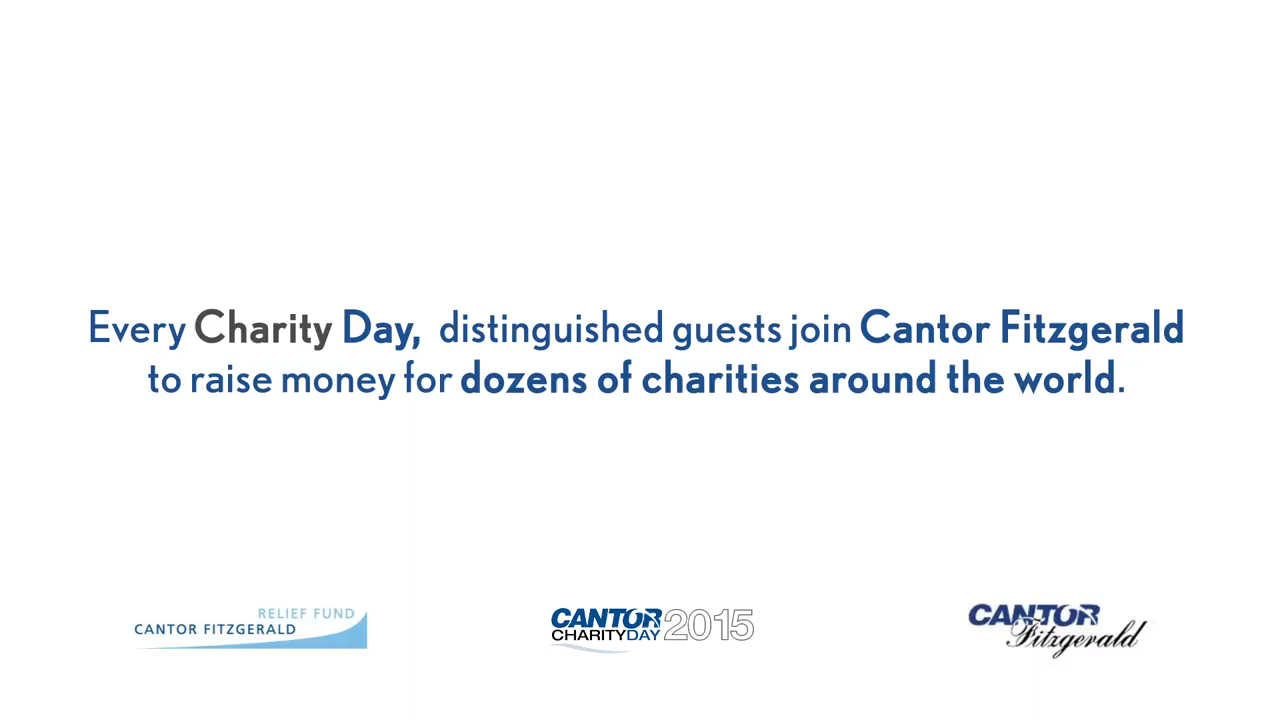 Every Charity Day, distinguished guests join Cantor Fitzgerald
to raise money for dozens of charities around the world.
RELIEF FUND
CANTOR FITZGERALD
CANTOR
CHARITYDAY 2015
CANTOR
Fitzgerald